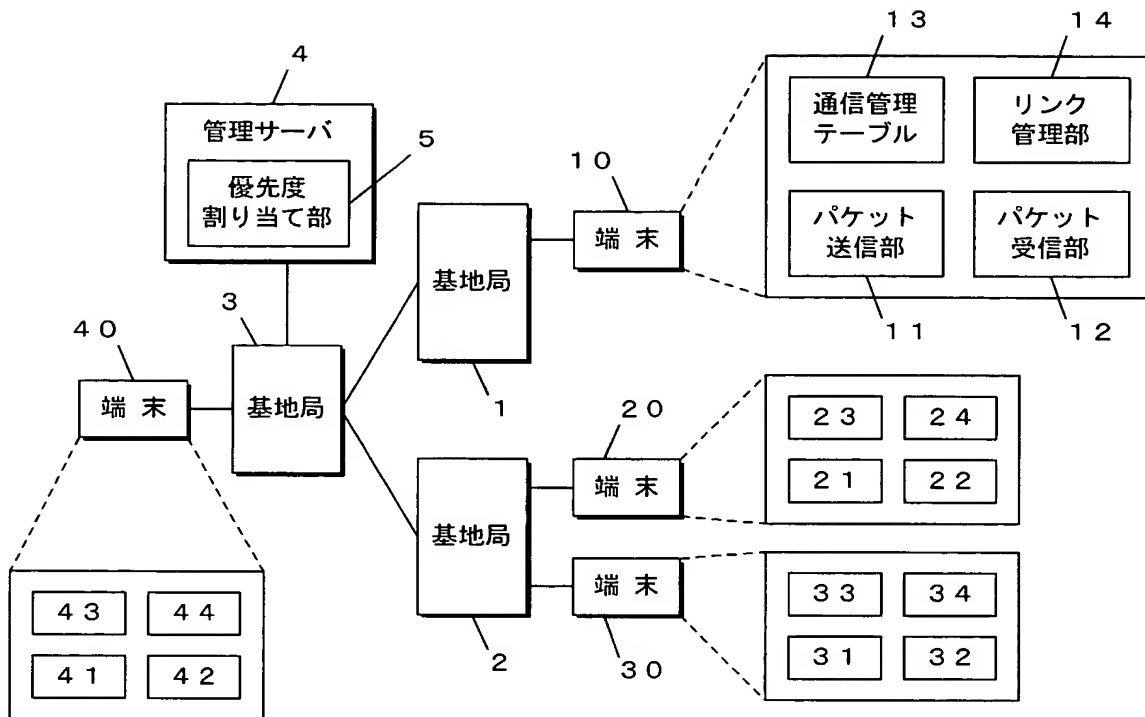 13
14
4
通信管理
テーブル
リンク
管理部
管理サーバ
5
優先度
割り当て部
10
端 末
パケット
送信部
パケット
受信部
基地局
3
40
11
12
1
端 末
基地局
20
23
24
端 末
21
22
基地局
端 末
43
44
33
34
2
30
41
42
31
32